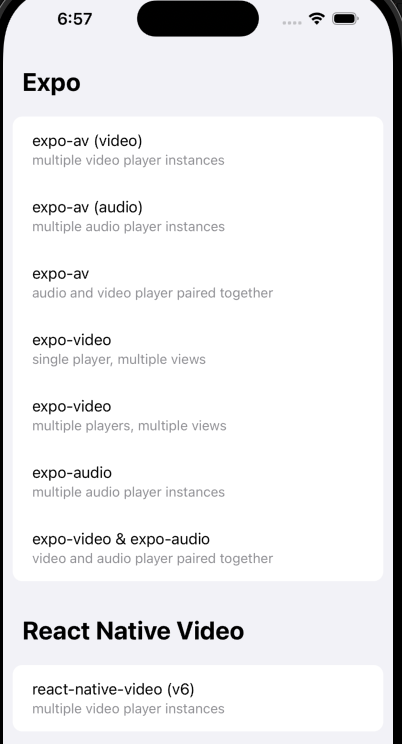 6:57
Expo
expo-av (video)
multiple video player instances
expo-av (audio)
multiple audio player instances
expo-av
audio and video player paired together
expo-video
single player, multiple views
expo-video
multiple players, multiple views
expo-audio
multiple audio player instances
expo-video & expo-audio
video and audio player paired together
React Native Video
react-native-video (v6)
multiple video player instances